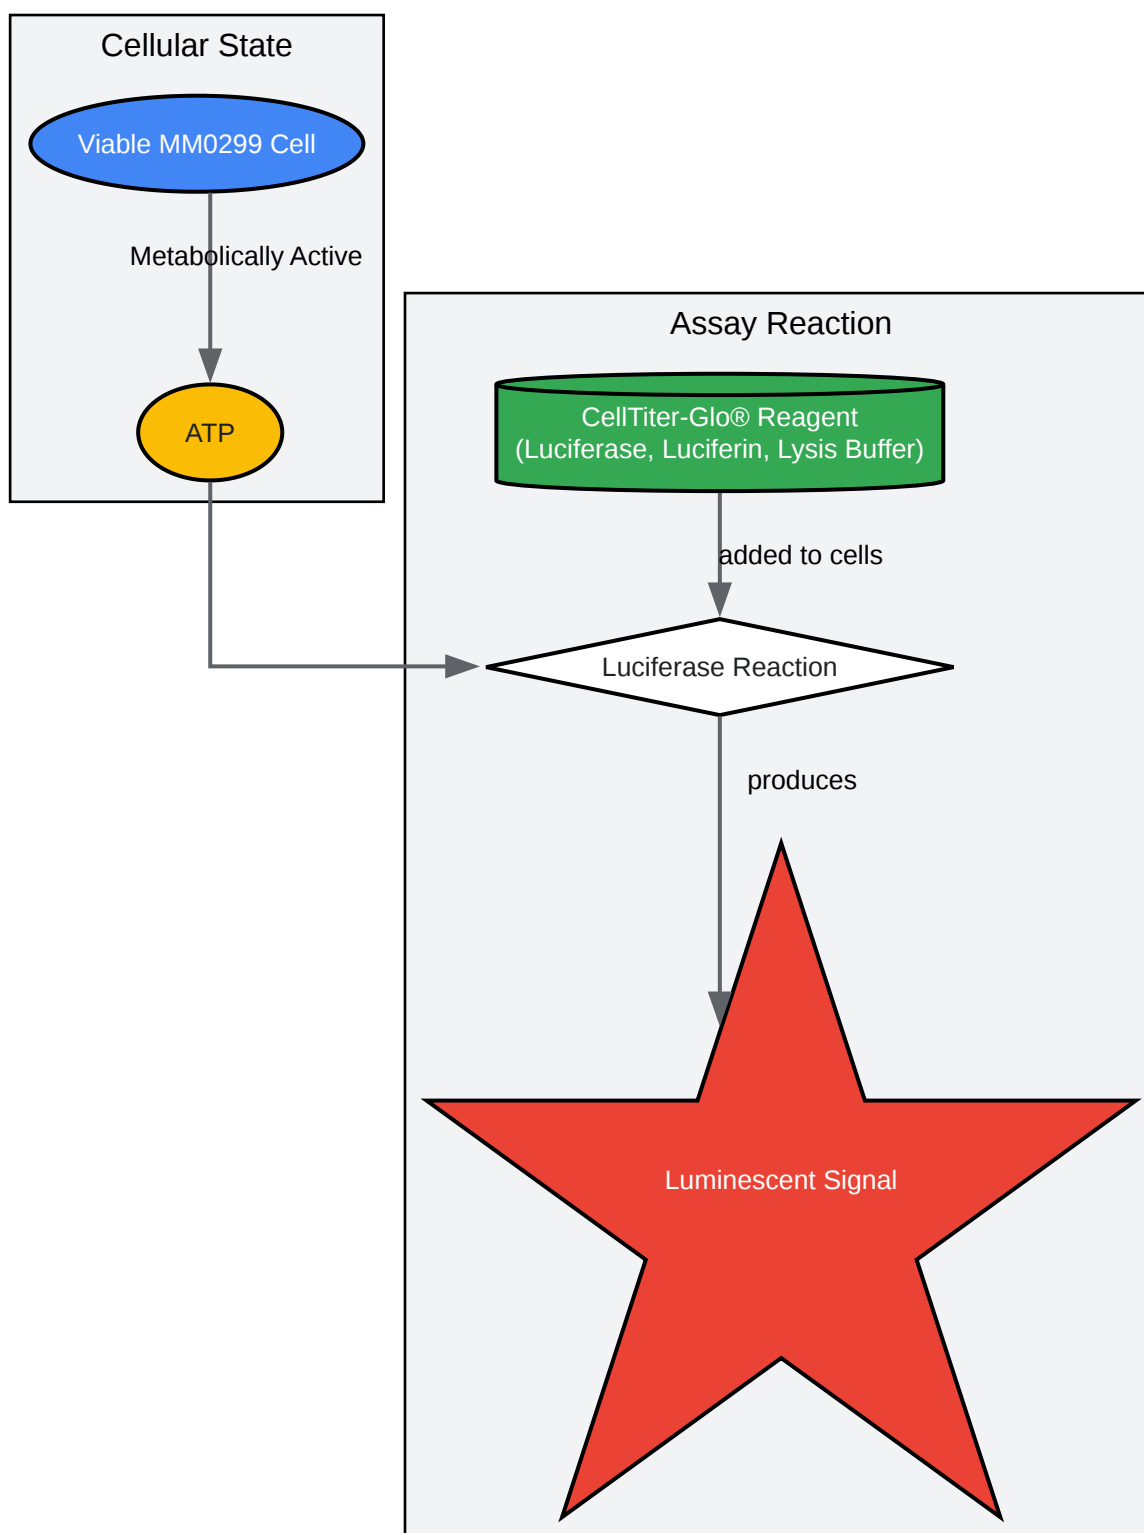 Cellular State
Viable MM0299 Cell
Metabolically Active
ATP
Assay Reaction
CellTiter-Glo® Reagent
(Luciferase, Luciferin, Lysis Buffer)
added to cells
Luciferase Reaction
produces
Luminescent Signal